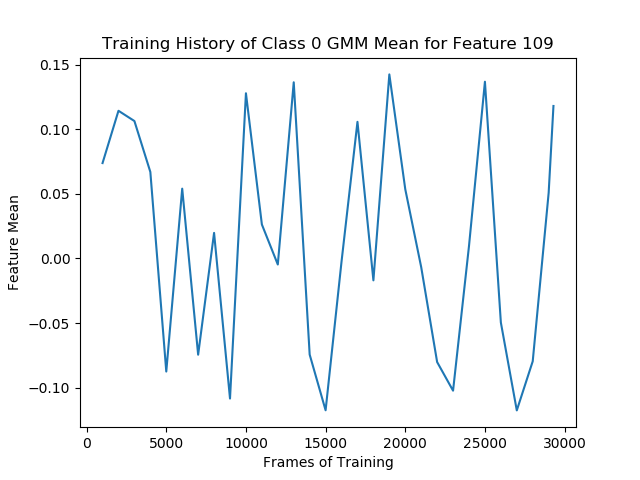 Training History of Class 0 GMM Mean for Feature 109
0.15
0.10
0.05
0.00
−0.05
−0.10
Feature Mean
0 5000 10000 15000 20000 25000 30000
Frames of Training